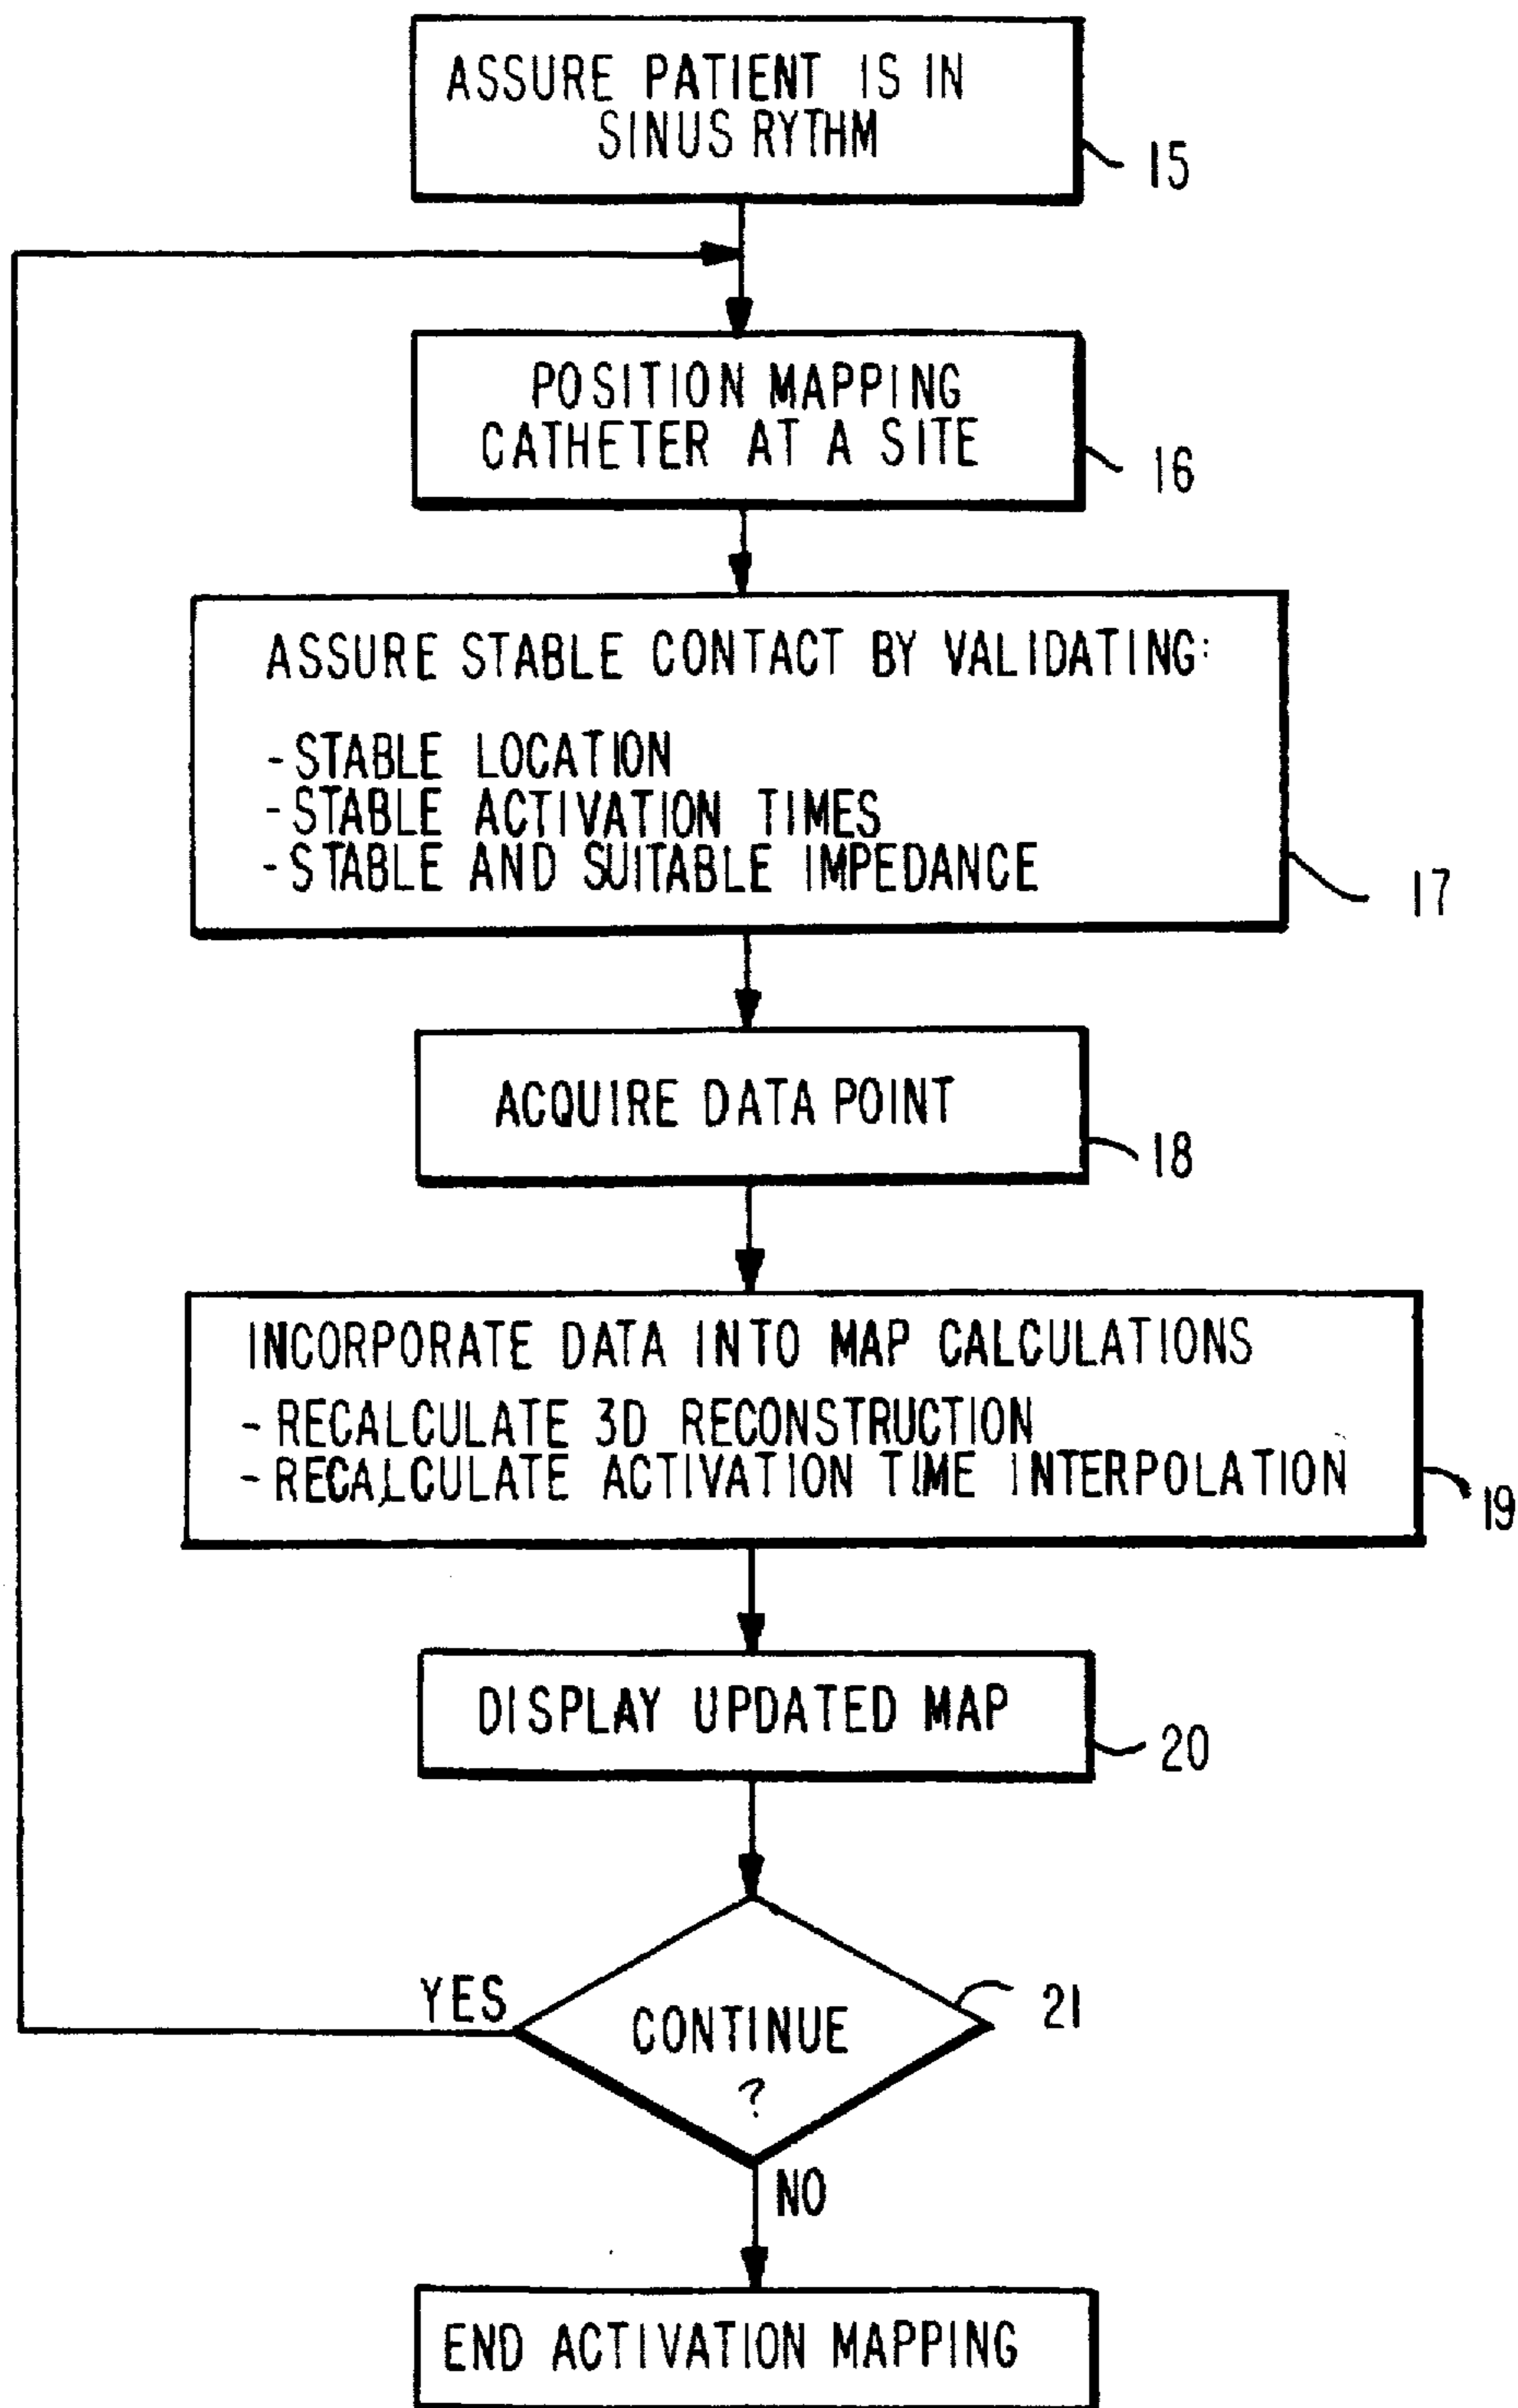 ASSURE PATIENT IS IN
SINUS RYTHM
15
POSITION MAPPING
CATHETER AT A SITE
16
ASSURE STABLE CONTACT BY VALIDATING:
-STABLE LOCATION
-STABLE ACTIVATION TIMES
-STABLE AND SUITABLE IMPEDANCE
17
ACQUIRE DATA POINT
18
INCORPORATE DATA INTO MAP CALCULATIONS
-RECALCULATE 3D RECONSTRUCTION
-RECALCULATE ACTIVATION TIME INTERPOLATION
19
DISPLAY UPDATED MAP
20
YES
CONTINUE
?
21
NO
END ACTIVATION MAPPING